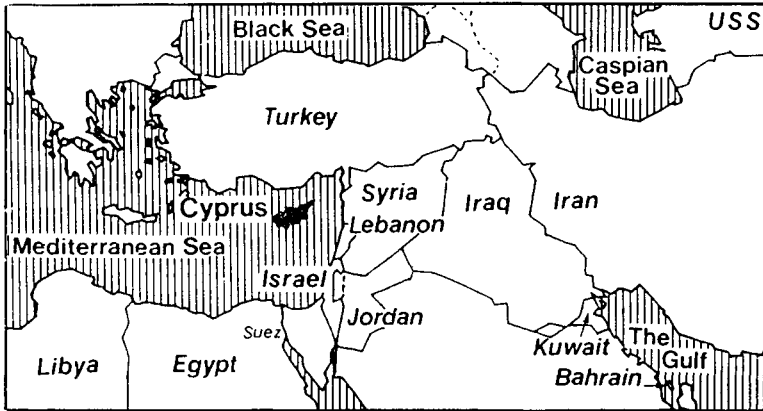 Black Sea
USS
Caspian
Sea
Turkey
Cyprus
Syria
Lebanon
Iraq
Iran
Mediterranean Sea
Israel
Jordan
Suez
Libya
Egypt
Kuwait
The
Gulf
Bahrain